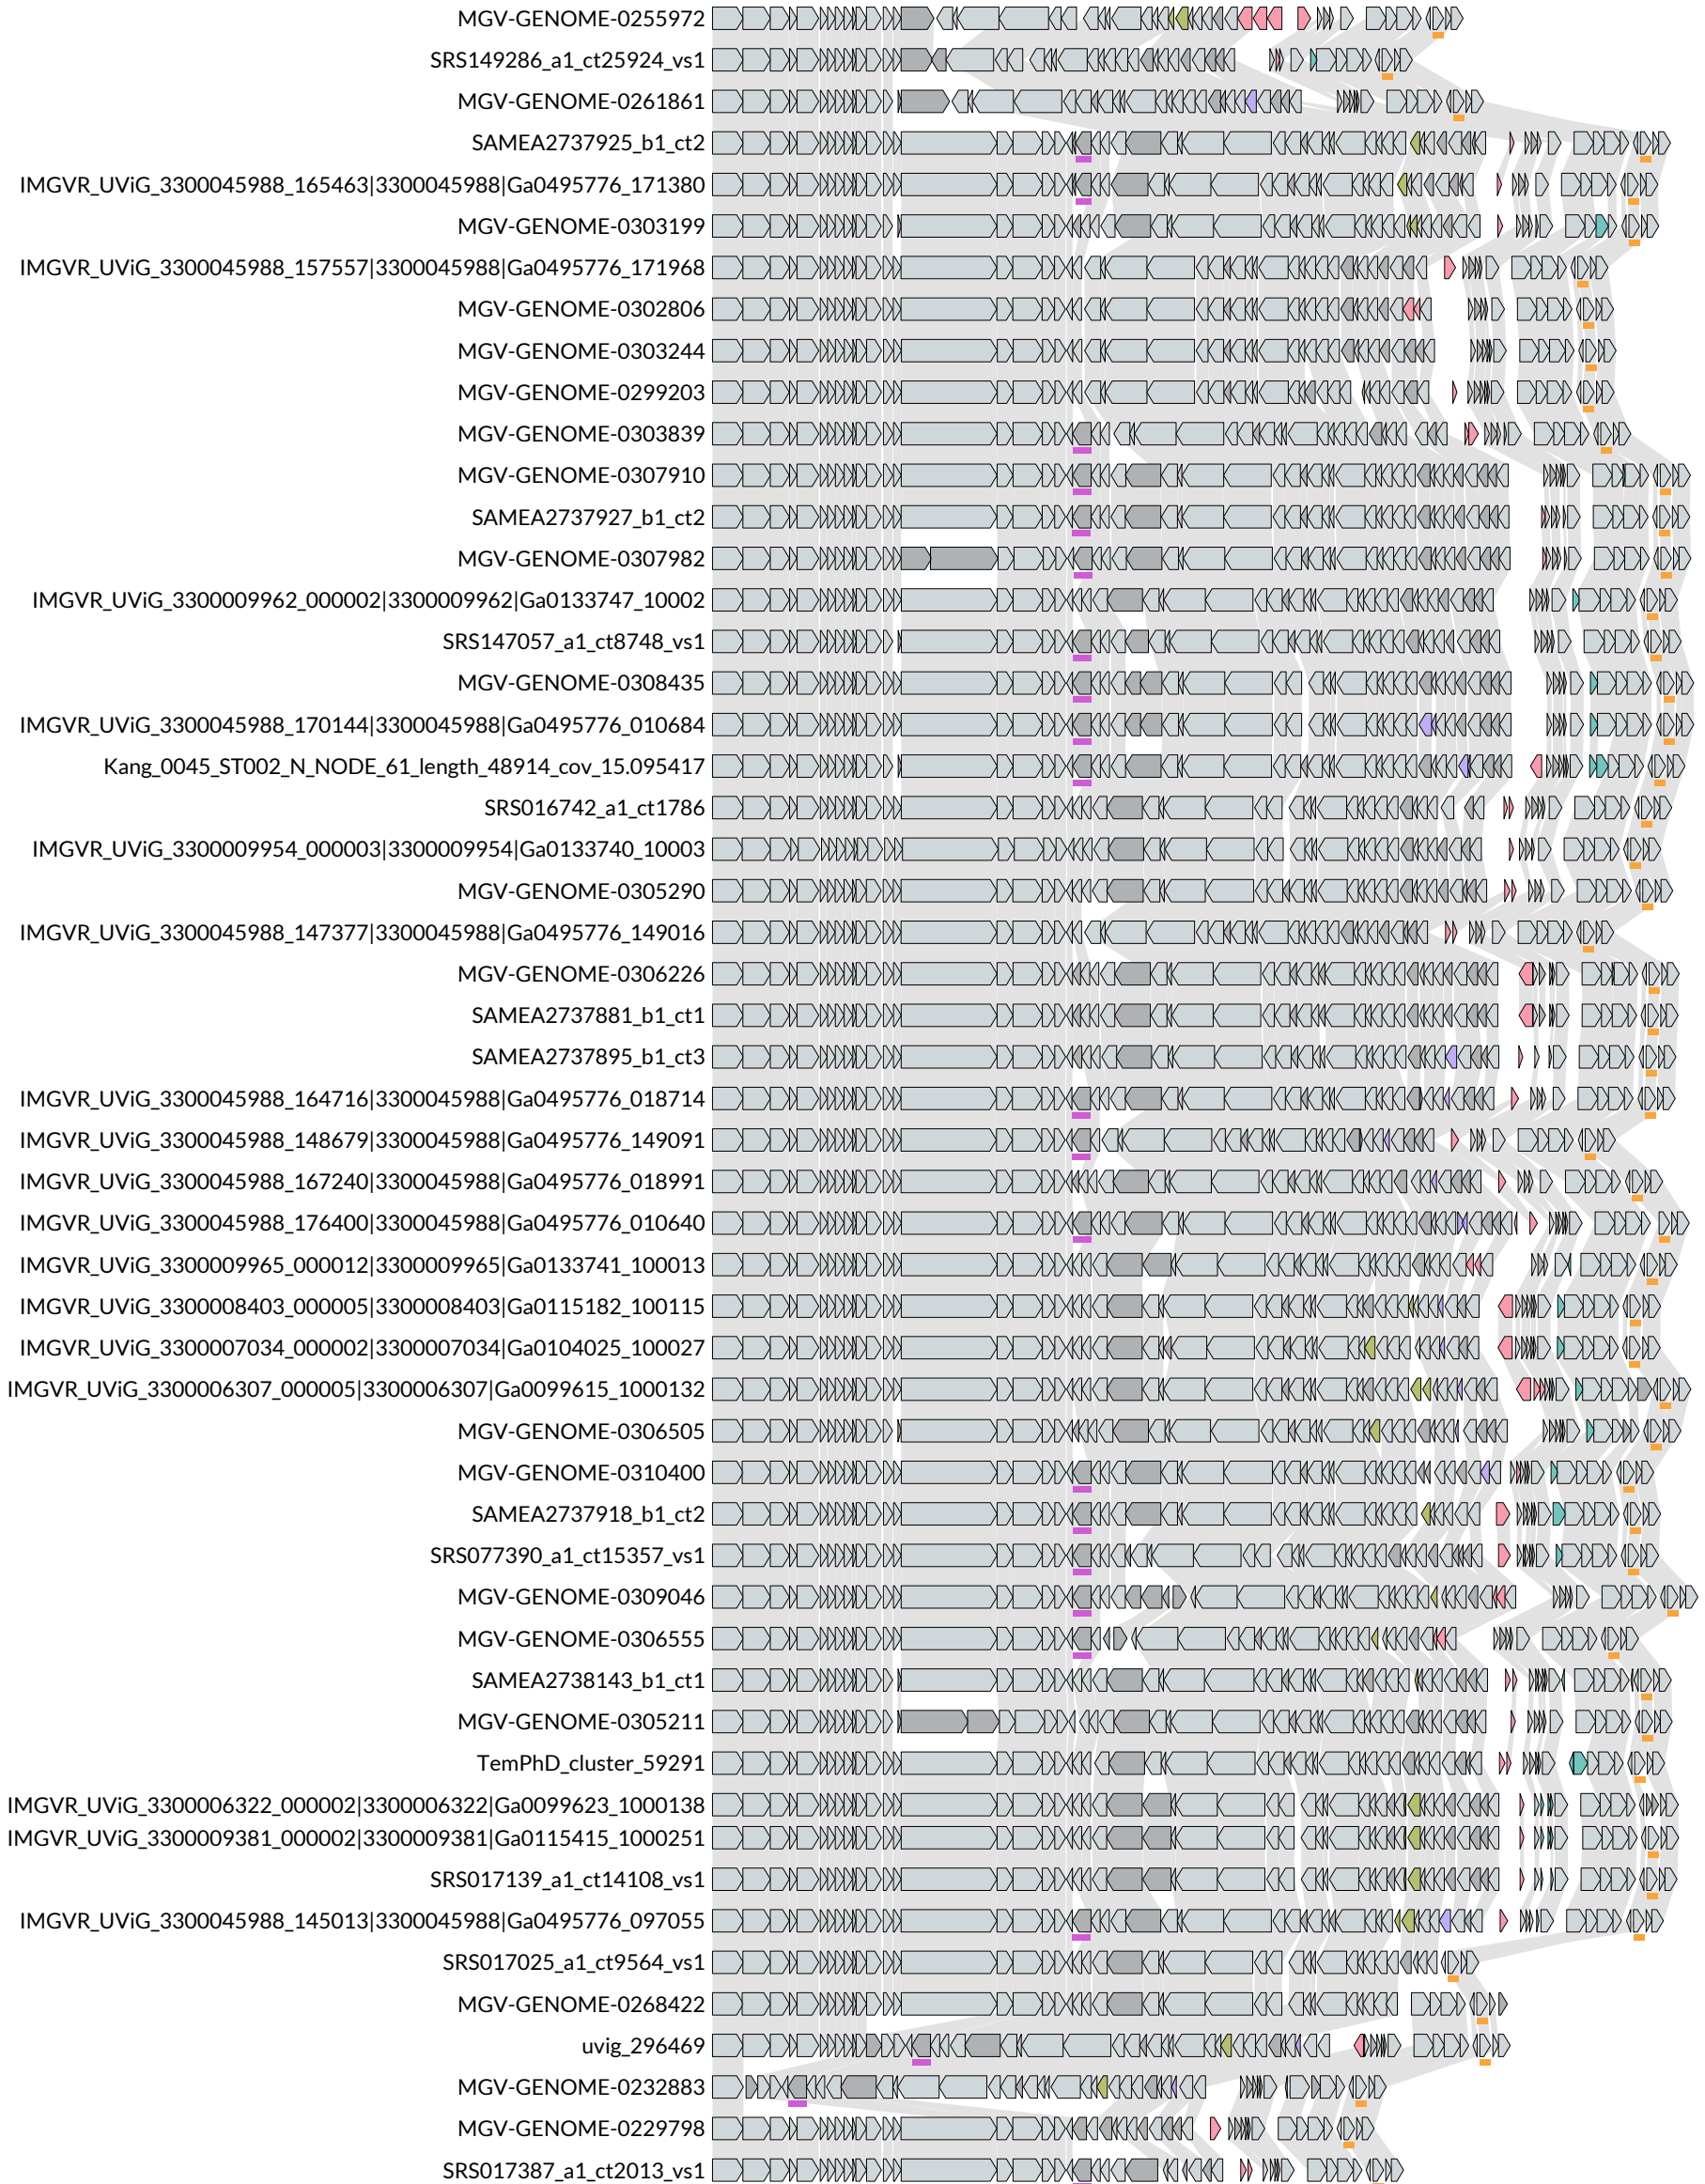 MGV-GENOME-0255972
SRS149286_a1_ct25924_vs1
MGV-GENOME-0261861
SAMEA2737925_b1_ct2
IMGVR_UViG_3300045988_165463|3300045988|Ga0495776_171380
MGV-GENOME-0303199
IMGVR_UViG_3300045988_157557|3300045988|Ga0495776_171968
MGV-GENOME-0302806
MGV-GENOME-0303244
MGV-GENOME-0299203
MGV-GENOME-0303839
MGV-GENOME-0307910
SAMEA2737927_b1_ct2
MGV-GENOME-0307982
IMGVR_UViG_3300009962_000002|3300009962|Ga0133747_10002
SRS147057_a1_ct8748_vs1
MGV-GENOME-0308435
IMGVR_UViG_3300045988_170144|3300045988|Ga0495776_010684
Kang_0045_ST002_N_NODE_61_length_48914_cov_15.095417
SRS016742_a1_ct1786
IMGVR_UViG_3300009954_000003|3300009954|Ga0133740_10003
MGV-GENOME-0305290
IMGVR_UViG_3300045988_147377|3300045988|Ga0495776_149016
MGV-GENOME-0306226
SAMEA2737881_b1_ct1
SAMEA2737895_b1_ct3
IMGVR_UViG_3300045988_164716|3300045988|Ga0495776_018714
IMGVR_UViG_3300045988_148679|3300045988|Ga0495776_149091
IMGVR_UViG_3300045988_167240|3300045988|Ga0495776_018991
IMGVR_UViG_3300045988_176400|3300045988|Ga0495776_010640
IMGVR_UViG_3300009965_000012|3300009965|Ga0133741_100013
IMGVR_UViG_3300008403_000005|3300008403|Ga0115182_100115
IMGVR_UViG_3300007034_000002|3300007034|Ga0104025_100027
IMGVR_UViG_3300006307_000005|3300006307|Ga0099615_1000132
MGV-GENOME-0306505
MGV-GENOME-0310400
SAMEA2737918_b1_ct2
SRS077390_a1_ct15357_vs1
MGV-GENOME-0309046
MGV-GENOME-0306555
SAMEA2738143_b1_ct1
MGV-GENOME-0305211
TemPhD_cluster_59291
IMGVR_UViG_3300006322_000002|3300006322|Ga0099623_1000138
IMGVR_UViG_3300009381_000002|3300009381|Ga0115415_1000251
SRS017139_a1_ct14108_vs1
IMGVR_UViG_3300045988_145013|3300045988|Ga0495776_097055
SRS017025_a1_ct9564_vs1
MGV-GENOME-0268422
uvig_296469
MGV-GENOME-0232883
MGV-GENOME-0229798
SRS017387_a1_ct2013_vs1